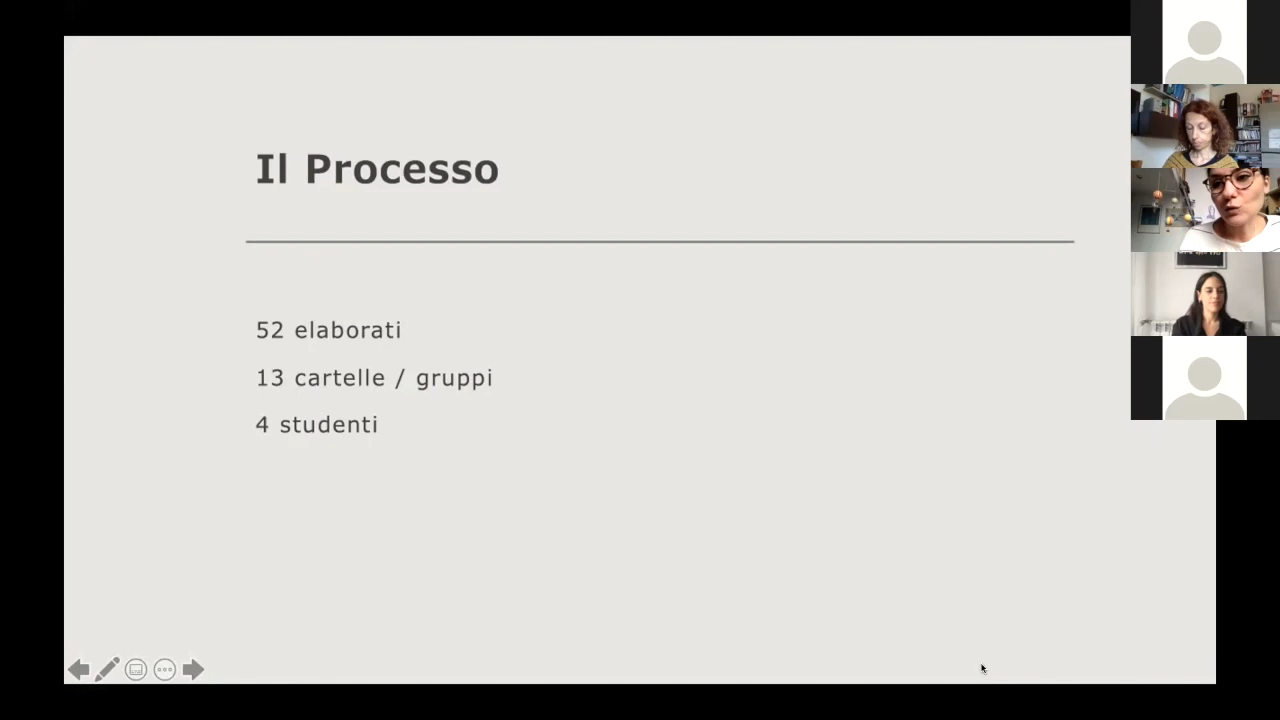 Il Processo
52 elaborati
13 cartelle / gruppi
4 studenti